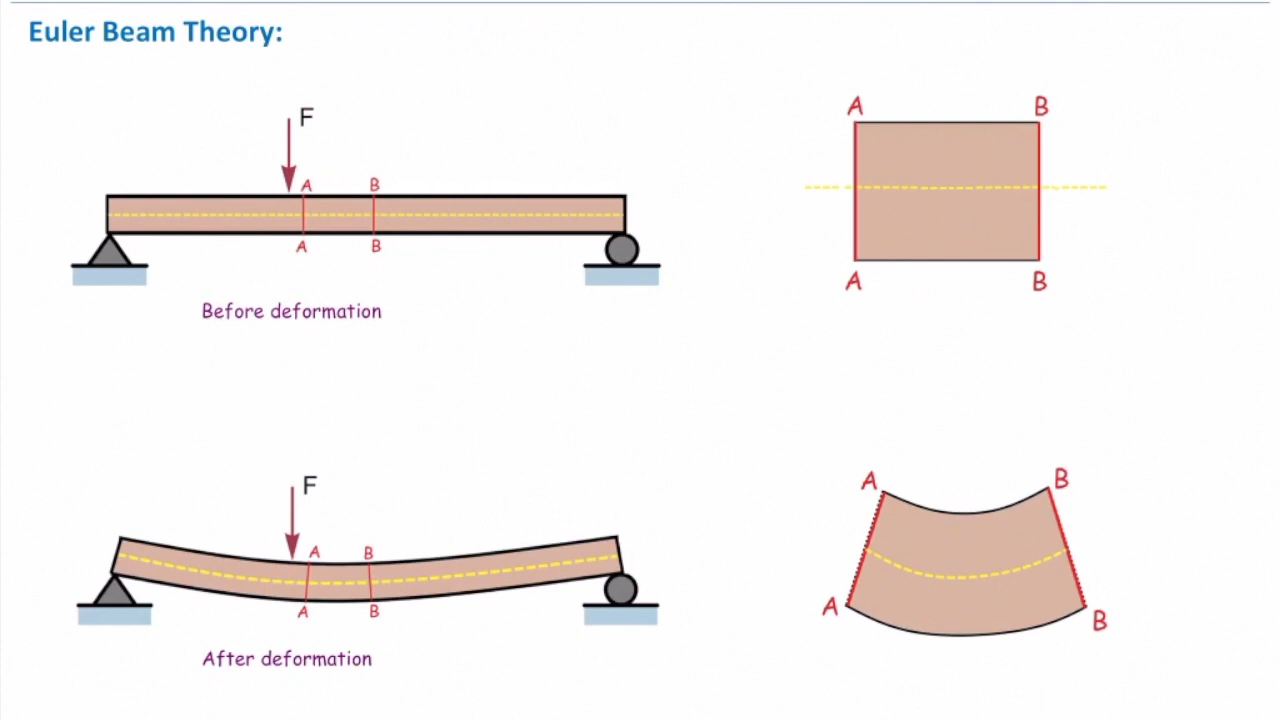 Euler Beam Theory:
F
A B
A B
Before deformation
A B
A B
F
A B
A B
After deformation
A B
A B